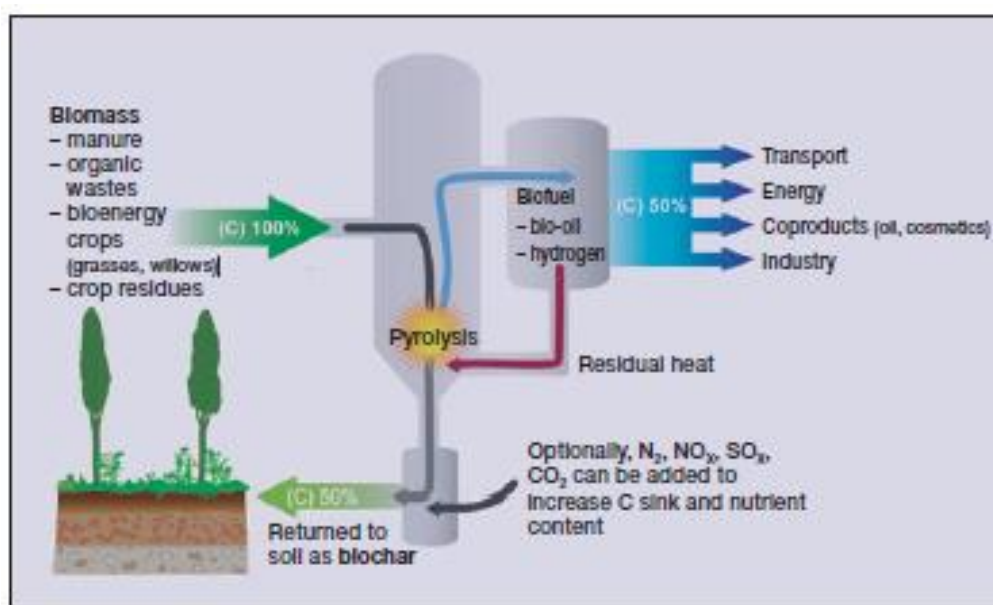 Biomass
– manure
– organic
wastes
– bioenergy
crops
(grasses, willows)
– crop residues
(C) 100%
Pyrolysis
Biofuel
– bio-oil
– hydrogen
(C) 50%
Transport
Energy
Coproducts (oil, cosmetics)
Industry
Residual heat
Optionally, N₂, NOₓ, SOₓ,
CO₂ can be added to
increase C sink and nutrient
content
(C) 50%
Returned to
soil as biochar